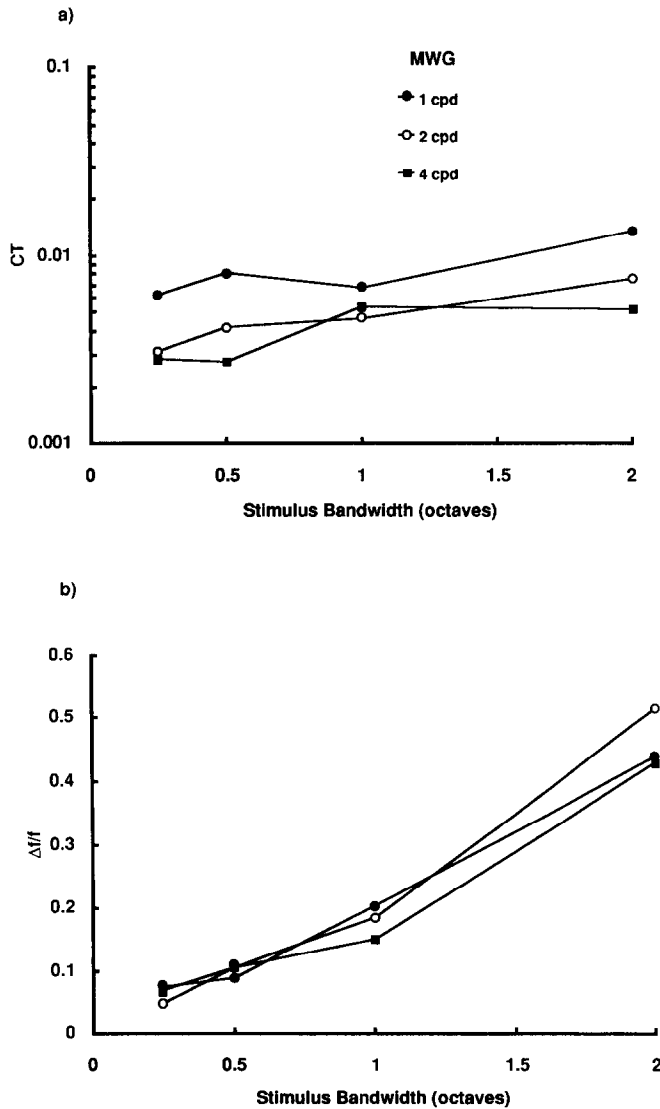 a)
MWG
1 cpd
2 cpd
4 cpd
0.1
0.01
0.001
CT
0
0.5
1
1.5
2
Stimulus Bandwidth (octaves)
b)
0.6
0.5
0.4
0.3
0.2
0.1
0
Δf/f
0
0.5
1
1.5
2
Stimulus Bandwidth (octaves)